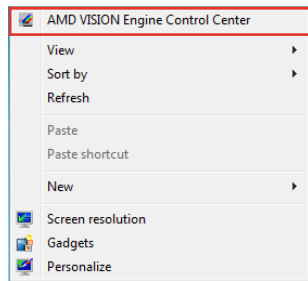 AMD VISION Engine Control Center
View
Sort by
Refresh
Paste
Paste shortcut
New
Screen resolution
Gadgets
Personalize